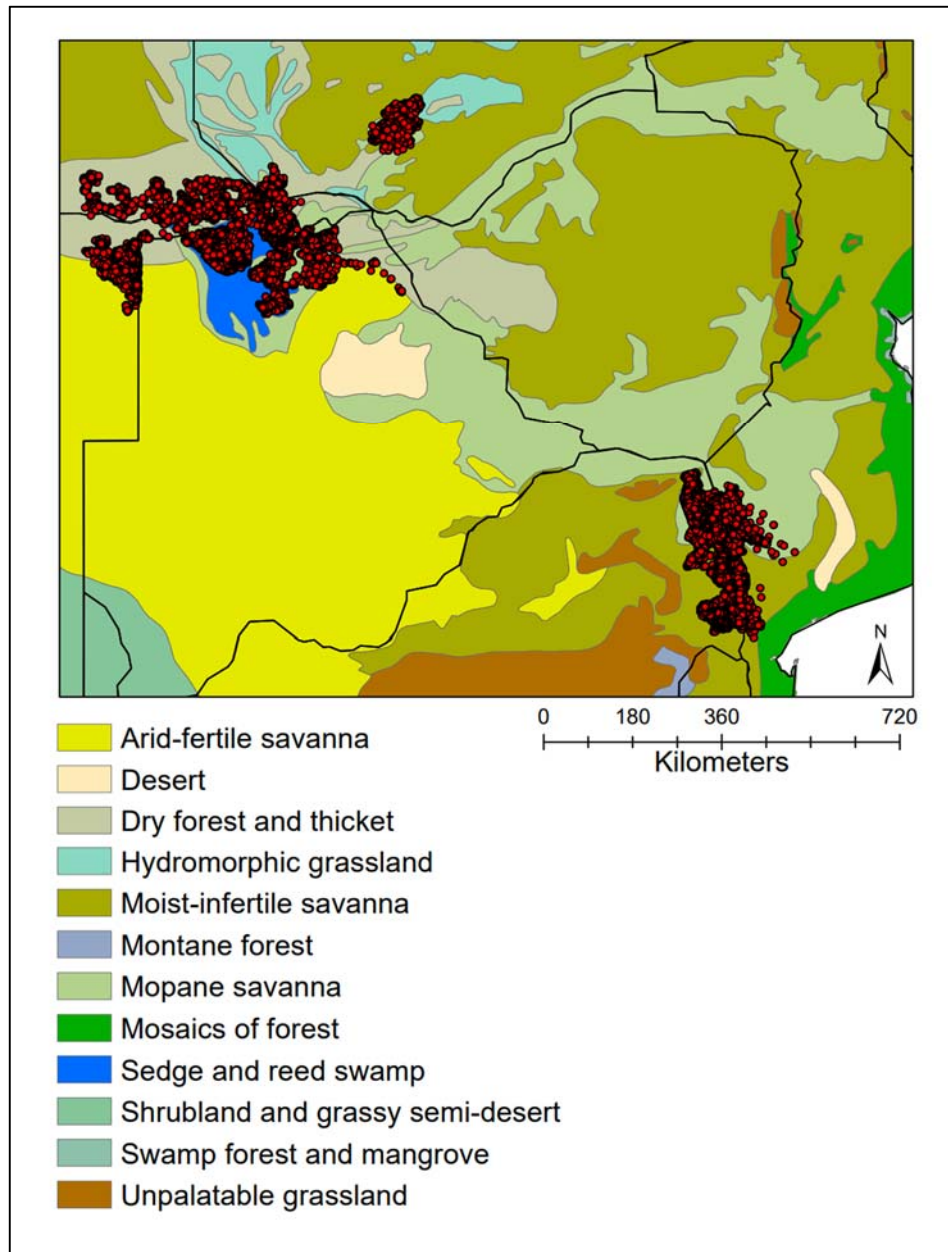 N
0 180 360 720
Kilometers
Arid-fertile savanna
Desert
Dry forest and thicket
Hydromorphic grassland
Moist-infertile savanna
Montane forest
Mopane savanna
Mosaics of forest
Sedge and reed swamp
Shrubland and grassy semi-desert
Swamp forest and mangrove
Unpalatable grassland